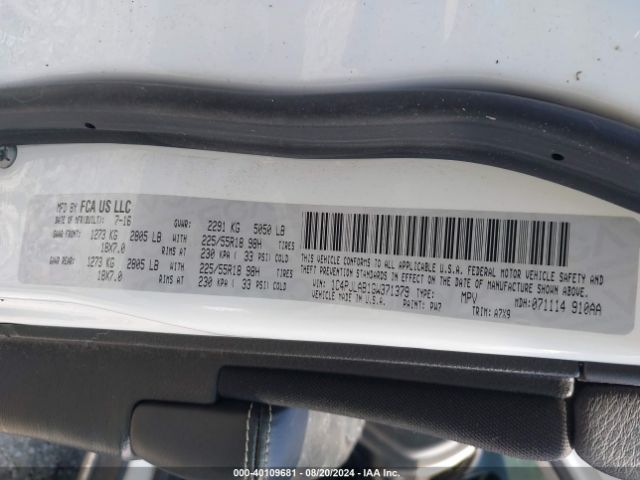 MFD BY FCA US LLC
DATE OF MFR(BUILT): 7-16 GVWR: 2291 KG 5050 LB
GAWR FRONT: 1273 KG 2805 LB WITH 225/55R18 98H TIRES
18X7.0 RIMS AT 230 KPA ( 33 PSI) COLD
GAWR REAR: 1273 KG 2805 LB WITH 225/55R18 98H TIRES
18X7.0 RIMS AT 230 KPA ( 33 PSI) COLD
THIS VEHICLE CONFORMS TO ALL APPLICABLE U.S.A. FEDERAL MOTOR VEHICLE SAFETY AND
THEFT PREVENTION STANDARDS IN EFFECT ON THE DATE OF MANUFACTURE SHOWN ABOVE.
VIN: 1C4PJLAB1GW371379 TYPE: MPV MDH: 071114 910AA
PAINT: PW7 TRIM: A7X9
000-40109681 - 08/20/2024 - IAA Inc.